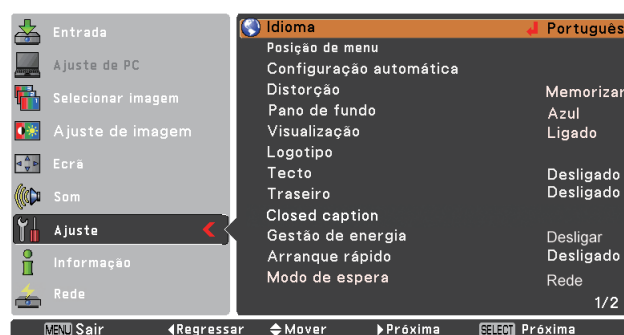 Entrada
Ajuste de PC
Selecionar imagem
Ajuste de imagem
Ecrã
Som
Ajuste
Informação
Rede
Idioma Português
Posição de menu
Configuração automática
Distorção Memorizar
Pano de fundo Azul
Visualização Ligado
Logotipo
Tecto Desligado
Traseiro Desligado
Closed caption
Gestão de energia Desligar
Arranque rápido Desligado
Modo de espera Rede
1/2
MENU Sair Regressar Mover Próxima SELECT Próxima